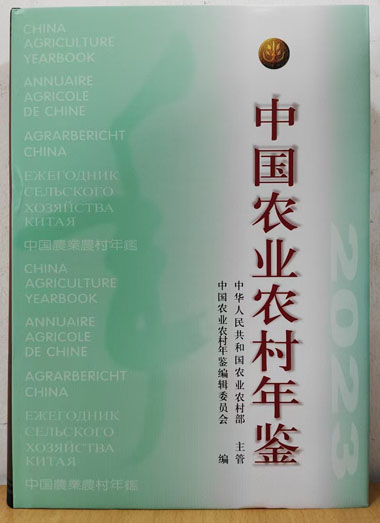 CHINA
AGRICULTURE
YEARBOOK
ANNUAIRE
AGRICOLE
DE CHINE
AGRARBERICHT
CHINA
ЕЖЕГОДНИК
СЕЛЬСКОГО
ХОЗЯЙСТВА
КИТАЯ
中国農業農村年鑑
CHINA
AGRICULTURE
YEARBOOK
ANNUAIRE
AGRICOLE
DE CHINE
AGRARBERICHT
CHINA
ЕЖЕГОДНИК
СЕЛЬСКОГО
ХОЗЯЙСТВА
КИТАЯ
中国農業農村年鑑
中国农业农村年鉴
2023
中华人民共和国农业农村部 主管
中国农业农村年鉴编辑委员会 编